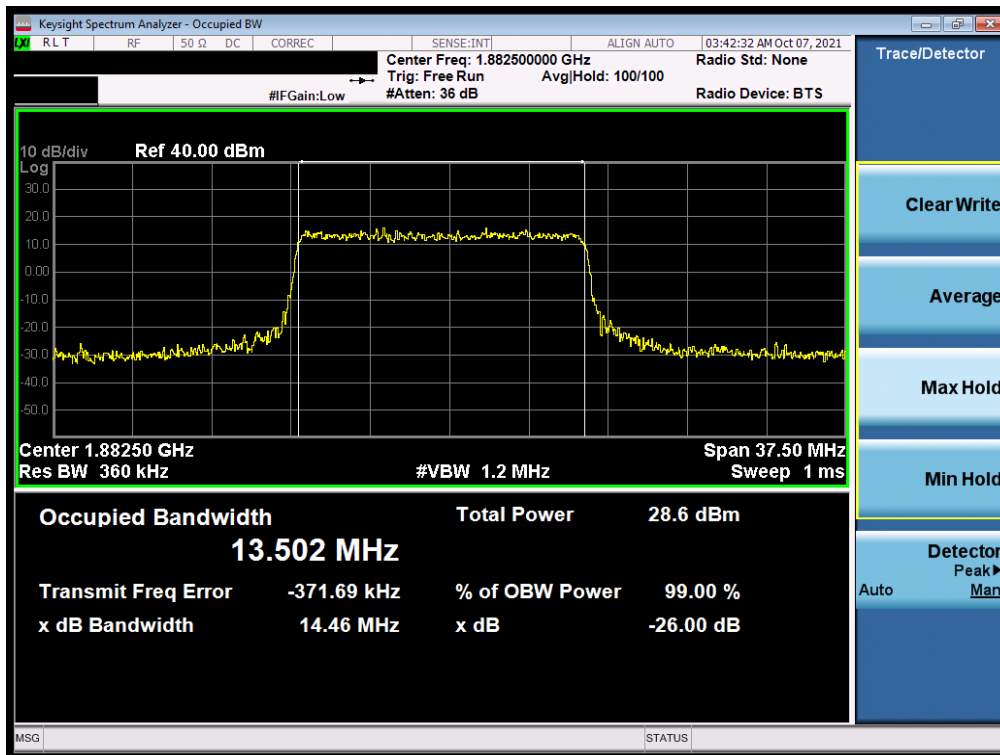 Keysight Spectrum Analyzer - Occupied BW
LXI RLT RF 50 Ω DC CORREC SENSE:INT ALIGN AUTO 03:42:32 AM Oct 07, 2021
Center Freq: 1.882500000 GHz Radio Std: None
Trig: Free Run Avg|Hold: 100/100
#IFGain:Low #Atten: 36 dB Radio Device: BTS
10 dB/div Ref 40.00 dBm
Log
30.0
20.0
10.0
0.00
-10.0
-20.0
-30.0
-40.0
-50.0
Center 1.88250 GHz Span 37.50 MHz
Res BW 360 kHz #VBW 1.2 MHz Sweep 1 ms
Occupied Bandwidth Total Power 28.6 dBm
13.502 MHz
Transmit Freq Error -371.69 kHz % of OBW Power 99.00 %
x dB Bandwidth 14.46 MHz x dB -26.00 dB
MSG STATUS
Trace/Detector
Clear Write
Average
Max Hold
Min Hold
Detector
Peak▶
Auto Man